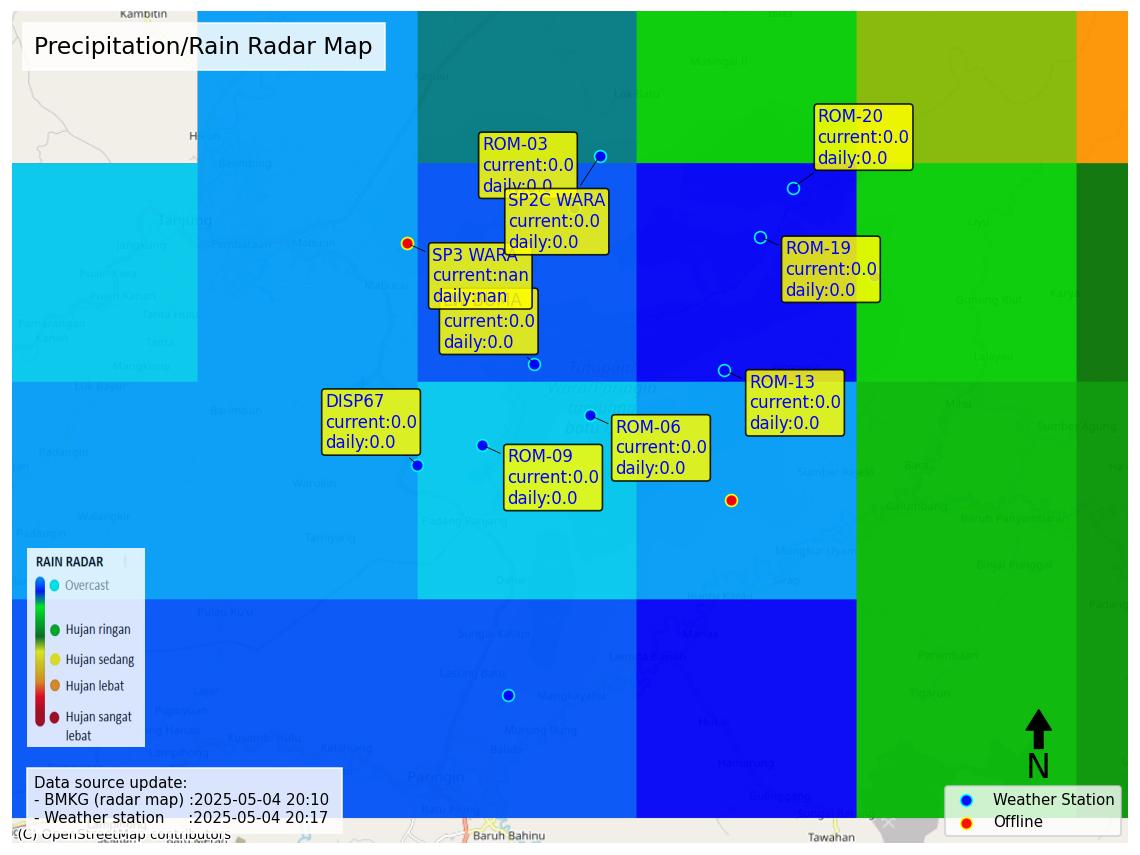 Kambitin
Precipitation/Rain Radar Map
ROM-20
current:0.0
daily:0.0
ROM-03
current:0.0
daily:0.0
SP2C WARA
current:0.0
daily:0.0
Tanjung
ROM-19
current:0.0
daily:0.0
SP3 WARA
current:nan
daily:nan
current:0.0
daily:0.0
ROM-13
current:0.0
daily:0.0
DISP67
current:0.0
daily:0.0
ROM-06
current:0.0
daily:0.0
ROM-09
current:0.0
daily:0.0
RAIN RADAR
Overcast
Hujan ringan
Hujan sedang
Hujan lebat
Hujan sangat
lebat
Paringin
N
Data source update:
- BMKG (radar map) :2025-05-04 20:10
- Weather station :2025-05-04 20:17
Weather Station
Offline
(C) OpenStreetMap contributors
Baruh Bahinu
Tawahan